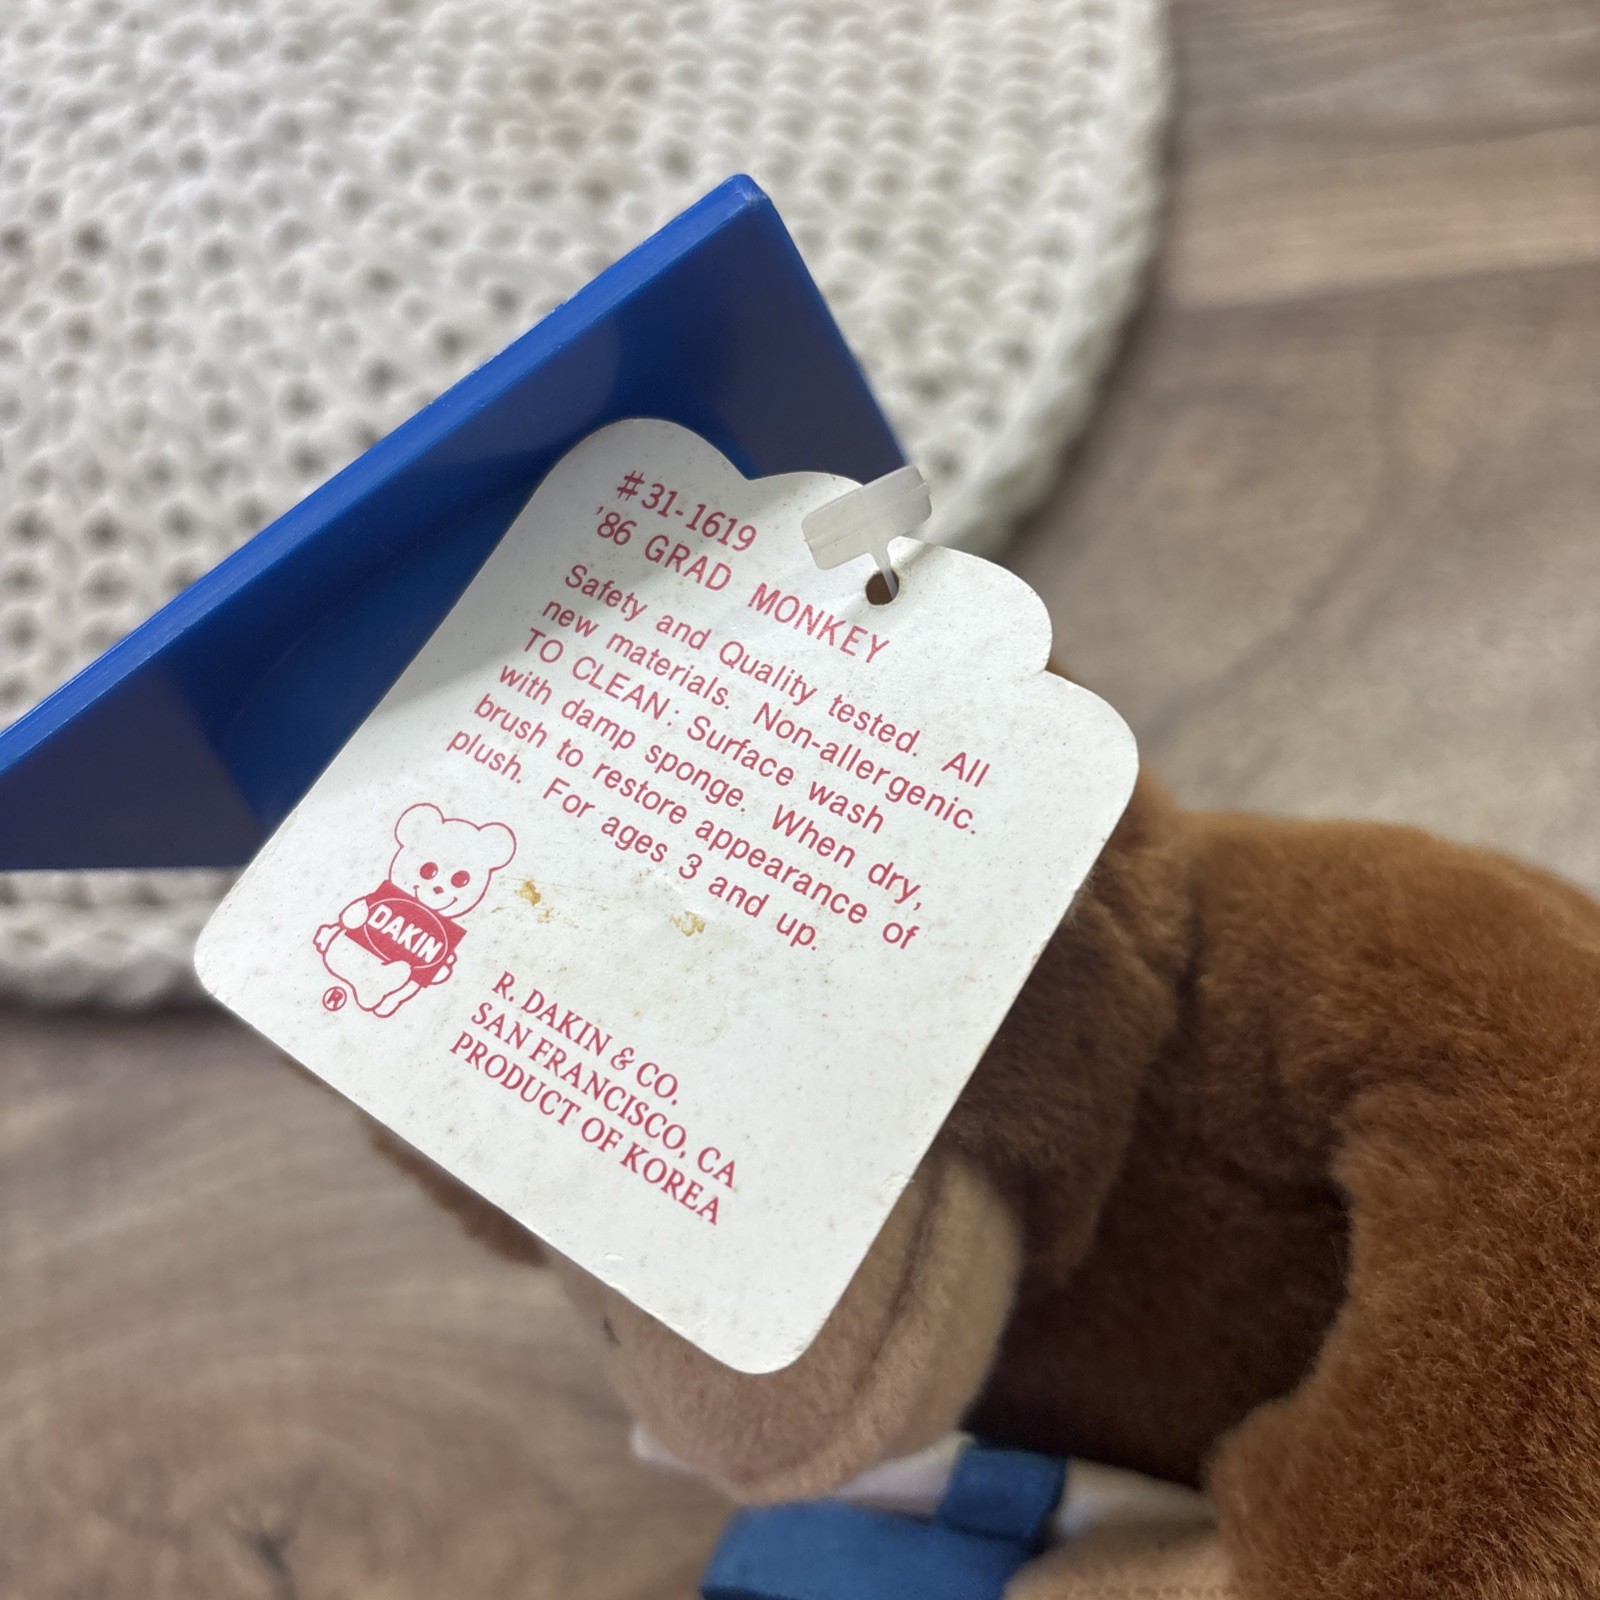 #31-1619
'86 GRAD MONKEY
Safety and Quality tested. All
new materials. Non-allergenic.
TO CLEAN: Surface wash
with damp sponge. When dry,
brush to restore appearance of
plush. For ages 3 and up.
DAKIN
®
R. DAKIN & CO.
SAN FRANCISCO, CA
PRODUCT OF KOREA